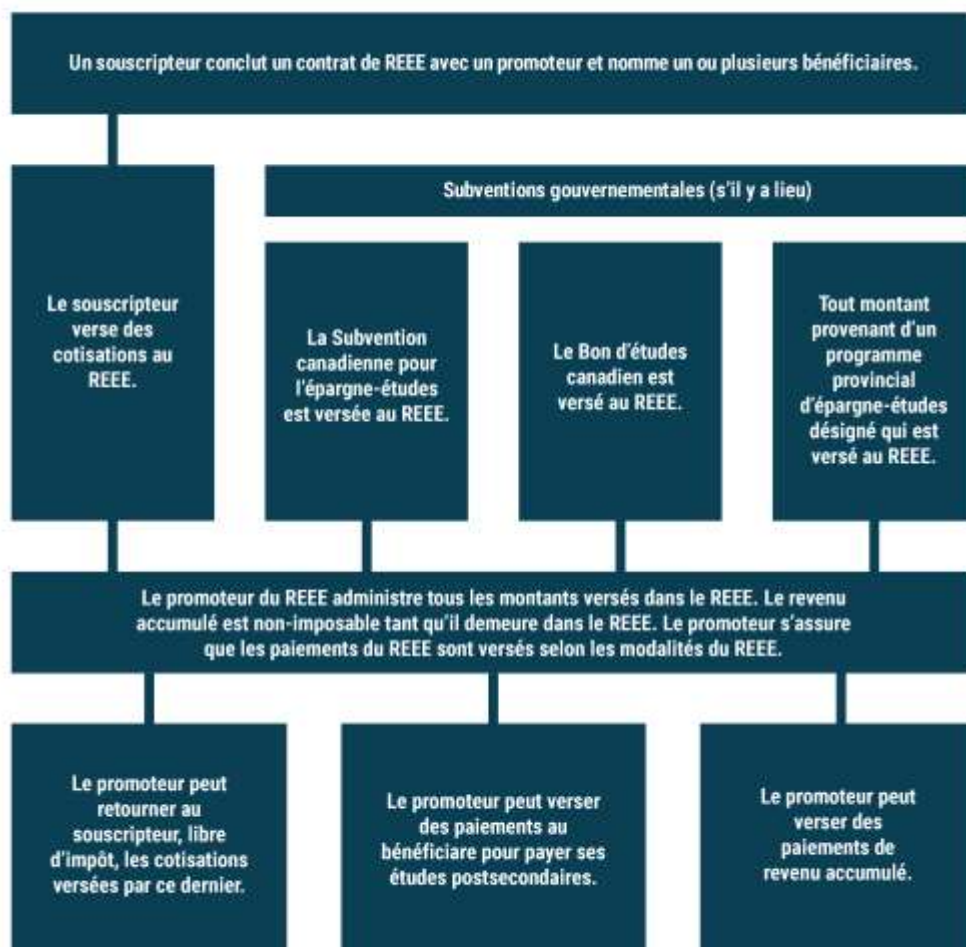 Un souscripteur conclut un contrat de REEE avec un promoteur et nomme un ou plusieurs bénéficiaires.
Subventions gouvernementales (s'il y a lieu)
Le souscripteur
verse des
cotisations au
REEE.
La Subvention
canadienne pour
l'épargne-études
est versée au REEE.
Le Bon d'études
canadien est
versé au REEE.
Tout montant
provenant d'un
programme
provincial
d'épargne-études
désigné qui est
versé au REEE.
Le promoteur du REEE administre tous les montants versés dans le REEE. Le revenu
accumulé est non-imposable tant qu'il demeure dans le REEE. Le promoteur s'assure
que les paiements du REEE sont versés selon les modalités du REEE.
Le promoteur peut
retourner au
souscripteur, libre
d'impôt, les cotisations
versées par ce dernier.
Le promoteur peut verser
des paiements au
bénéficiare pour payer ses
études postsecondaires.
Le promoteur peut
verser des
paiements de
revenu accumulé.